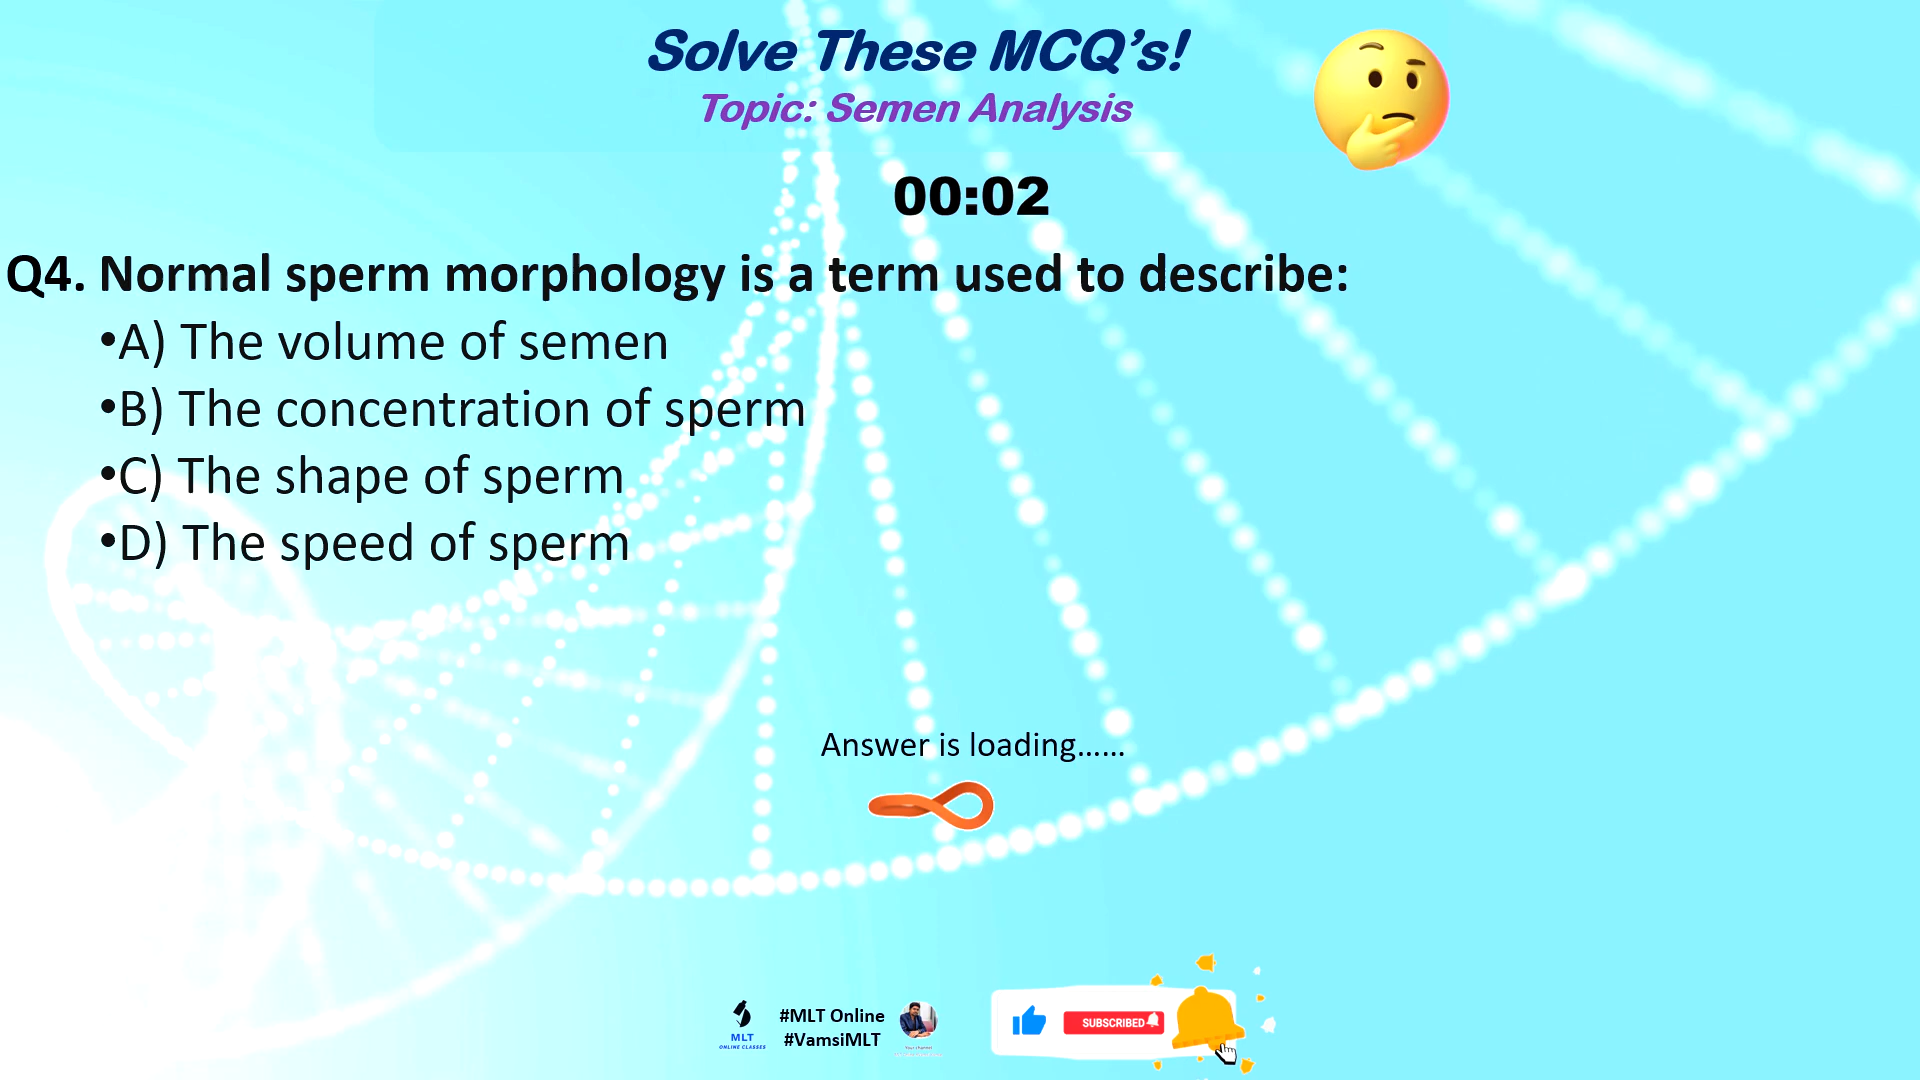 Solve These MCQ’s!
Topic: Semen Analysis
00:02
Q4. Normal sperm morphology is a term used to describe:
•A) The volume of semen
•B) The concentration of sperm
•C) The shape of sperm
•D) The speed of sperm
Answer is loading......
MLT
ONLINE CLASSES
#MLT Online
#VamsiMLT
SUBSCRIBED